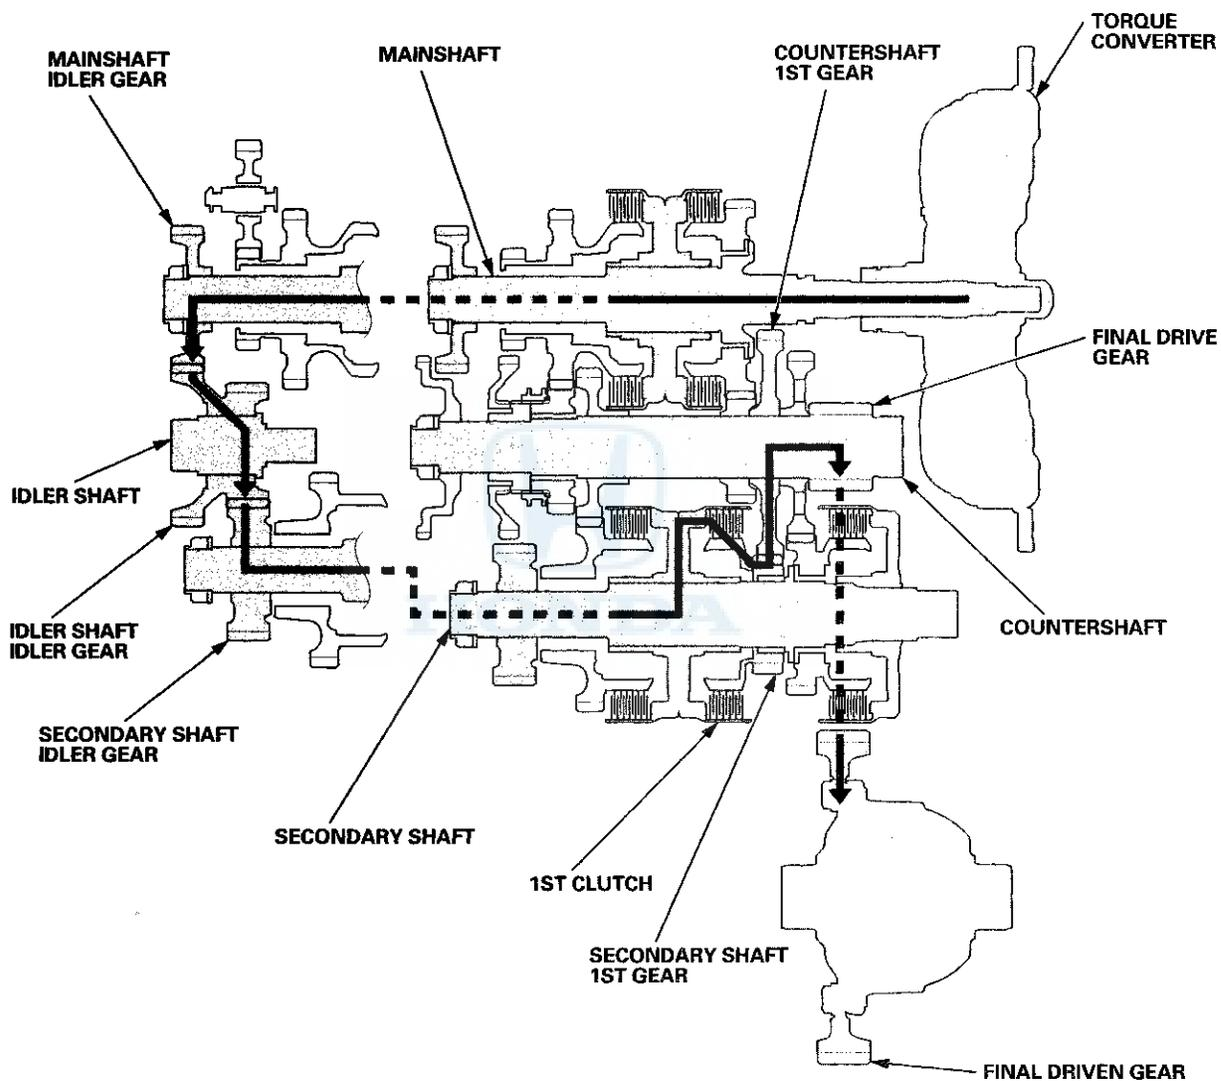 TORQUE
CONVERTER
MAINSHAFT
IDLER GEAR
MAINSHAFT
COUNTERSHAFT
1ST GEAR
FINAL DRIVE
GEAR
IDLER SHAFT
HONDA
IDLER SHAFT
IDLER GEAR
COUNTERSHAFT
SECONDARY SHAFT
IDLER GEAR
SECONDARY SHAFT
1ST CLUTCH
SECONDARY SHAFT
1ST GEAR
FINAL DRIVEN GEAR